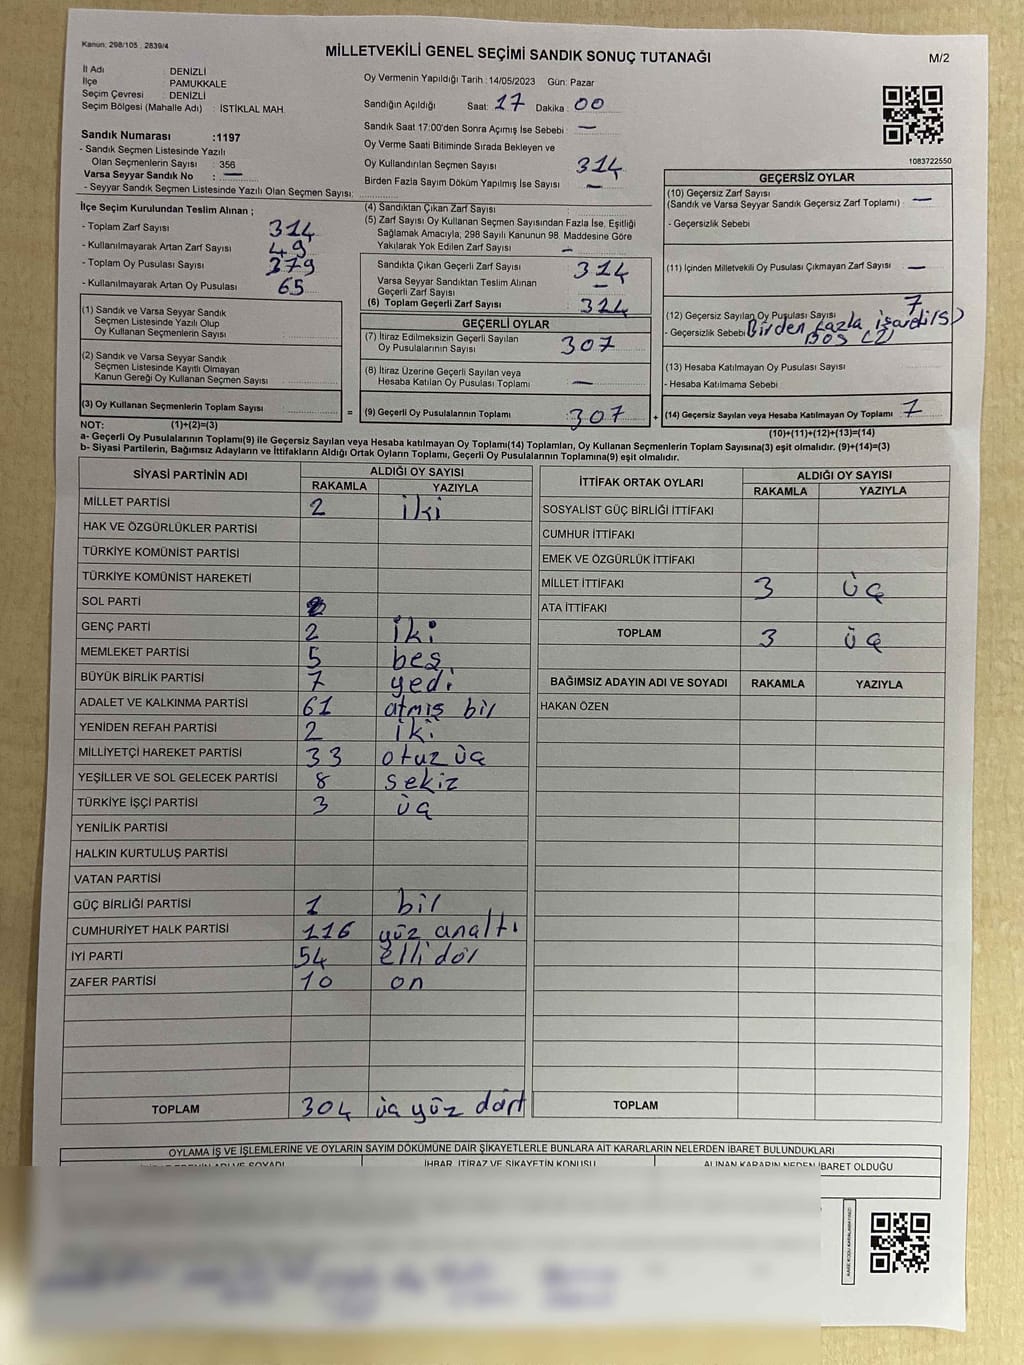 Kanun: 298/105 , 2839/4
MİLLETVEKİLİ GENEL SEÇİMİ SANDIK SONUÇ TUTANAĞI
M/2
İl Adı : DENİZLİ
İlçe : PAMUKKALE
Seçim Çevresi : DENİZLİ
Seçim Bölgesi (Mahalle Adı) : İSTİKLAL MAH.
Sandık Numarası :1197
- Sandık Seçmen Listesinde Yazılı
Olan Seçmenlerin Sayısı : 356
Varsa Seyyar Sandık No : —
- Seyyar Sandık Seçmen Listesinde Yazılı Olan Seçmen Sayısı:
Oy Vermenin Yapıldığı Tarih :14/05/2023 Gün: Pazar
Sandığın Açıldığı Saat: 17 Dakika : 00
Sandık Saat 17:00'den Sonra Açımış İse Sebebi : —
Oy Verme Saati Bitiminde Sırada Bekleyen ve
Oy Kullandırılan Seçmen Sayısı 314
Birden Fazla Sayım Döküm Yapılmış İse Sayısı —
1083722550
İlçe Seçim Kurulundan Teslim Alınan ;
- Toplam Zarf Sayısı 314
- Kullanılmayarak Artan Zarf Sayısı 49
- Toplam Oy Pusulası Sayısı 379
- Kullanılmayarak Artan Oy Pusulası 65
(1) Sandık ve Varsa Seyyar Sandık
Seçmen Listesinde Yazılı Olup
Oy Kullanan Seçmenlerin Sayısı
(2) Sandık ve Varsa Seyyar Sandık
Seçmen Listesinde Kayıtlı Olmayan
Kanun Gereği Oy Kullanan Seçmen Sayısı
(3) Oy Kullanan Seçmenlerin Toplam Sayısı =
(4) Sandıktan Çıkan Zarf Sayısı
(5) Zarf Sayısı Oy Kullanan Seçmen Sayısından Fazla İse, Eşitliği
Sağlamak Amacıyla; 298 Sayılı Kanunun 98. Maddesine Göre
Yakılarak Yok Edilen Zarf Sayısı —
Sandıkta Çıkan Geçerli Zarf Sayısı 314
Varsa Seyyar Sandıktan Teslim Alınan
Geçerli Zarf Sayısı —
(6) Toplam Geçerli Zarf Sayısı 314
GEÇERLİ OYLAR
(7) İtiraz Edilmeksizin Geçerli Sayılan
Oy Pusulalarının Sayısı 307
(8) İtiraz Üzerine Geçerli Sayılan veya
Hesaba Katılan Oy Pusulası Toplamı —
(9) Geçerli Oy Pusulalarının Toplamı : 307 +
GEÇERSİZ OYLAR
(10) Geçersiz Zarf Sayısı
(Sandık ve Varsa Seyyar Sandık Geçersiz Zarf Toplamı) —
- Geçersizlik Sebebi
(11) İçinden Milletvekili Oy Pusulası Çıkmayan Zarf Sayısı —
(12) Geçersiz Sayılan Oy Pusulası Sayısı 7
- Geçersizlik Sebebi Birden fazla işardi(5)
Boş (2)
(13) Hesaba Katılmayan Oy Pusulası Sayısı
- Hesaba Katılmama Sebebi
(14) Geçersiz Sayılan veya Hesaba Katılmayan Oy Toplamı 7
NOT: (1)+(2)=(3)
(10)+(11)+(12)+(13)=(14)
a- Geçerli Oy Pusulalarının Toplamı(9) ile Geçersiz Sayılan veya Hesaba katılmayan Oy Toplamı(14) Toplamları, Oy Kullanan Seçmenlerin Toplam Sayısına(3) eşit olmalıdır. (9)+(14)=(3)
b- Siyasi Partilerin, Bağımsız Adayların ve İttifakların Aldığı Ortak Oyların Toplamı, Geçerli Oy Pusulalarının Toplamına(9) eşit olmalıdır.
SİYASİ PARTİNİN ADI ALDIĞI OY SAYISI
RAKAMLA YAZIYLA
MİLLET PARTİSİ 2 iki
HAK VE ÖZGÜRLÜKLER PARTİSİ
TÜRKİYE KOMÜNİST PARTİSİ
TÜRKİYE KOMÜNİST HAREKETİ
SOL PARTİ
GENÇ PARTİ 2 iki
MEMLEKET PARTİSİ 5 beş
BÜYÜK BİRLİK PARTİSİ 7 yedi
ADALET VE KALKINMA PARTİSİ 61 atmış bir
YENİDEN REFAH PARTİSİ 2 iki
MİLLİYETÇİ HAREKET PARTİSİ 33 otuz üç
YEŞİLLER VE SOL GELECEK PARTİSİ 8 sekiz
TÜRKİYE İŞÇİ PARTİSİ 3 üç
YENİLİK PARTİSİ
HALKIN KURTULUŞ PARTİSİ
VATAN PARTİSİ
GÜÇ BİRLİĞİ PARTİSİ 1 bir
CUMHURİYET HALK PARTİSİ 116 yüz onaltı
İYİ PARTİ 54 elli dör
ZAFER PARTİSİ 10 on
TOPLAM 304 üç yüz dört
İTTİFAK ORTAK OYLARI ALDIĞI OY SAYISI
RAKAMLA YAZIYLA
SOSYALİST GÜÇ BİRLİĞİ İTTİFAKI
CUMHUR İTTİFAKI
EMEK VE ÖZGÜRLÜK İTTİFAKI
MİLLET İTTİFAKI 3 üç
ATA İTTİFAKI
TOPLAM 3 üç
BAĞIMSIZ ADAYIN ADI VE SOYADI RAKAMLA YAZIYLA
HAKAN ÖZEN
TOPLAM
OYLAMA İŞ VE İŞLEMLERİNE VE OYLARIN SAYIM DÖKÜMÜNE DAİR ŞİKAYETLERLE BUNLARA AİT KARARLARIN NELERDEN İBARET BULUNDUKLARI
ADI VE SOYADI İHBAR, İTİRAZ VE ŞİKAYETİN KONUSU ALINAN KARARIN NEDEN İBARET OLDUĞU